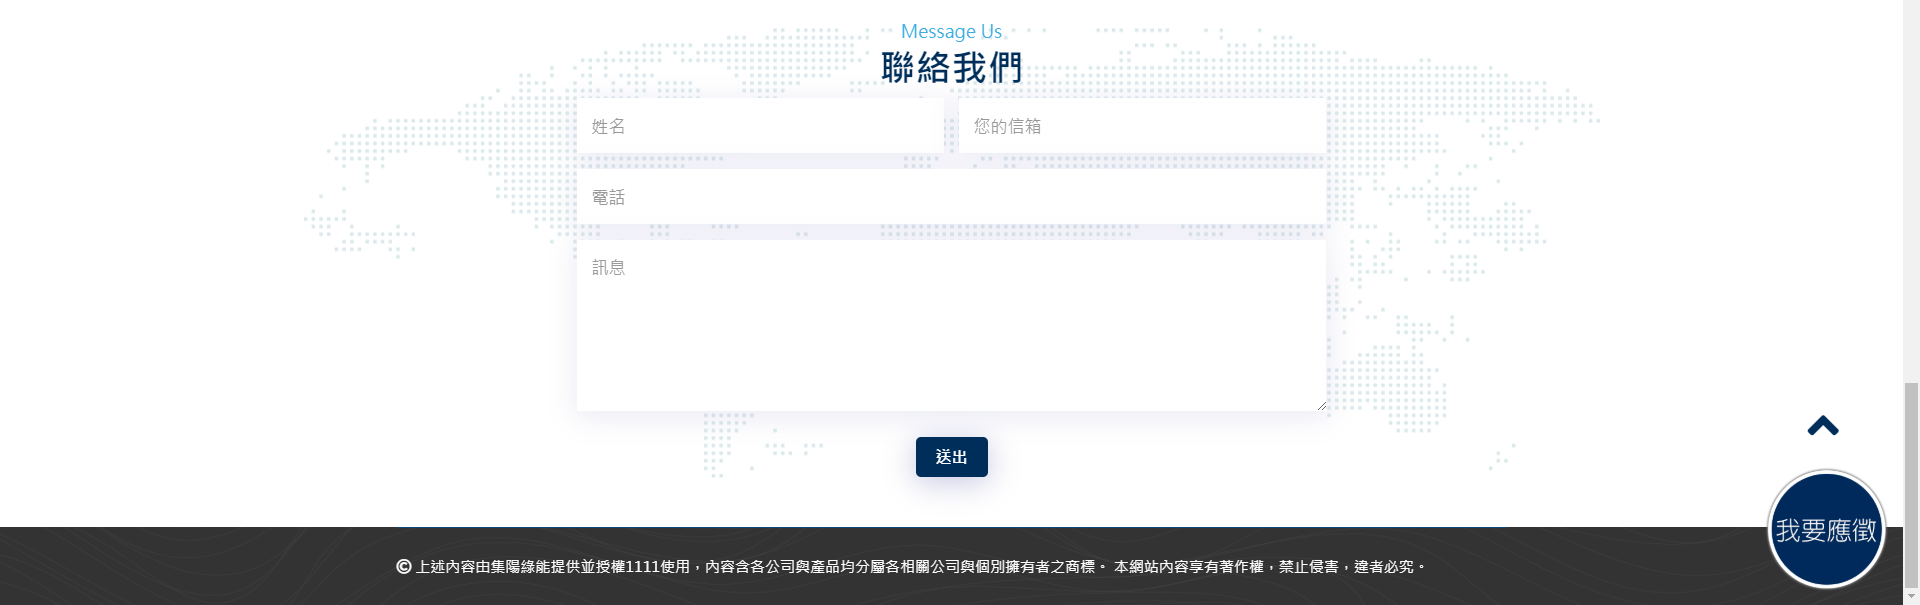 Message Us
聯絡我們
姓名
您的信箱
電話
訊息
送出
我要應徵
© 上述內容由集陽綠能提供並授權1111使用，內容含各公司與產品均分屬各相關公司與個別擁有者之商標。 本網站內容享有著作權，禁止侵害，違者必究。